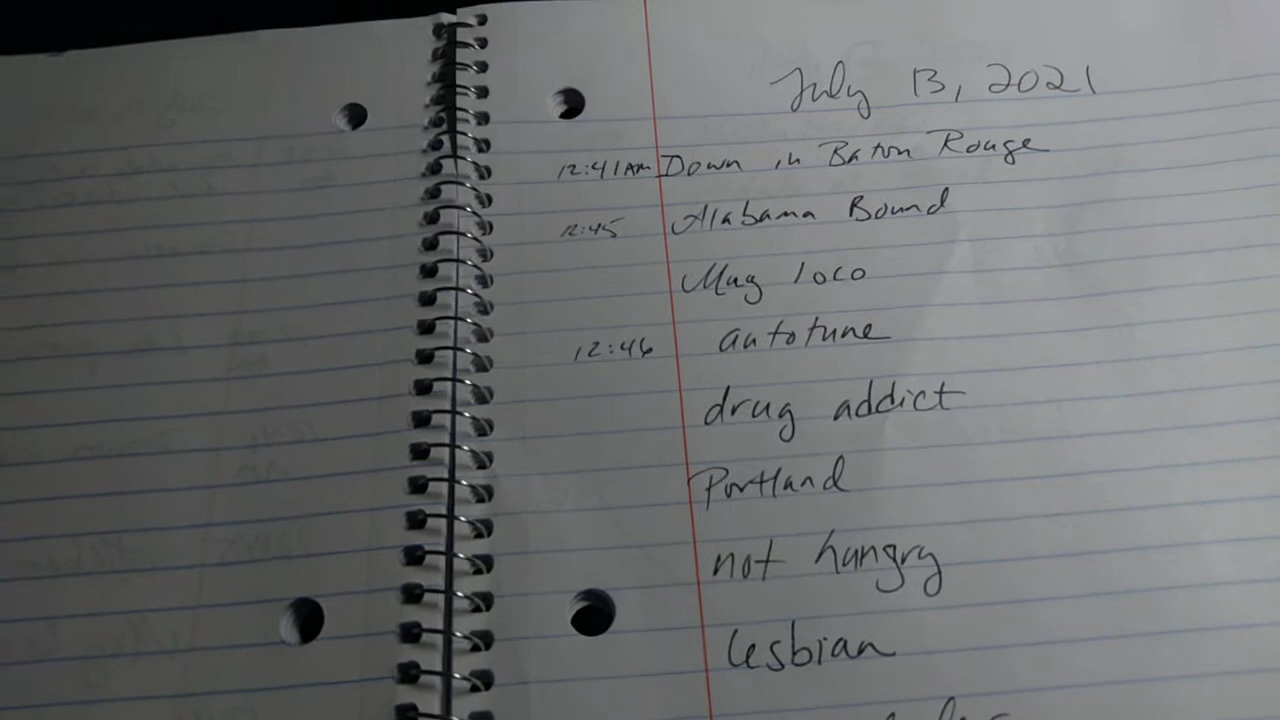 July 13, 2021
12:41AM Down in Baton Rouge
12:45 Alabama Bound
Mag loco
12:46 autotune
drug addict
Portland
not hungry
lesbian